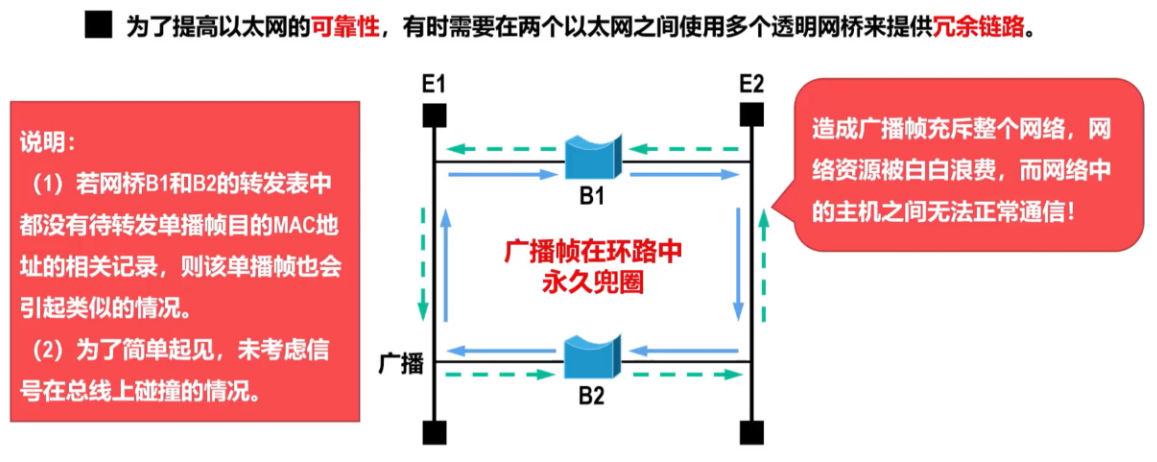 为了提高以太网的可靠性，有时需要在两个以太网之间使用多个透明网桥来提供冗余链路。
说明：
（1）若网桥B1和B2的转发表中
都没有待转发单播帧目的MAC地
址的相关记录，则该单播帧也会
引起类似的情况。
（2）为了简单起见，未考虑信
号在总线上碰撞的情况。
E1
E2
B1
广播帧在环路中
永久兜圈
广播
B2
造成广播帧充斥整个网络，网
络资源被白白浪费，而网络中
的主机之间无法正常通信！